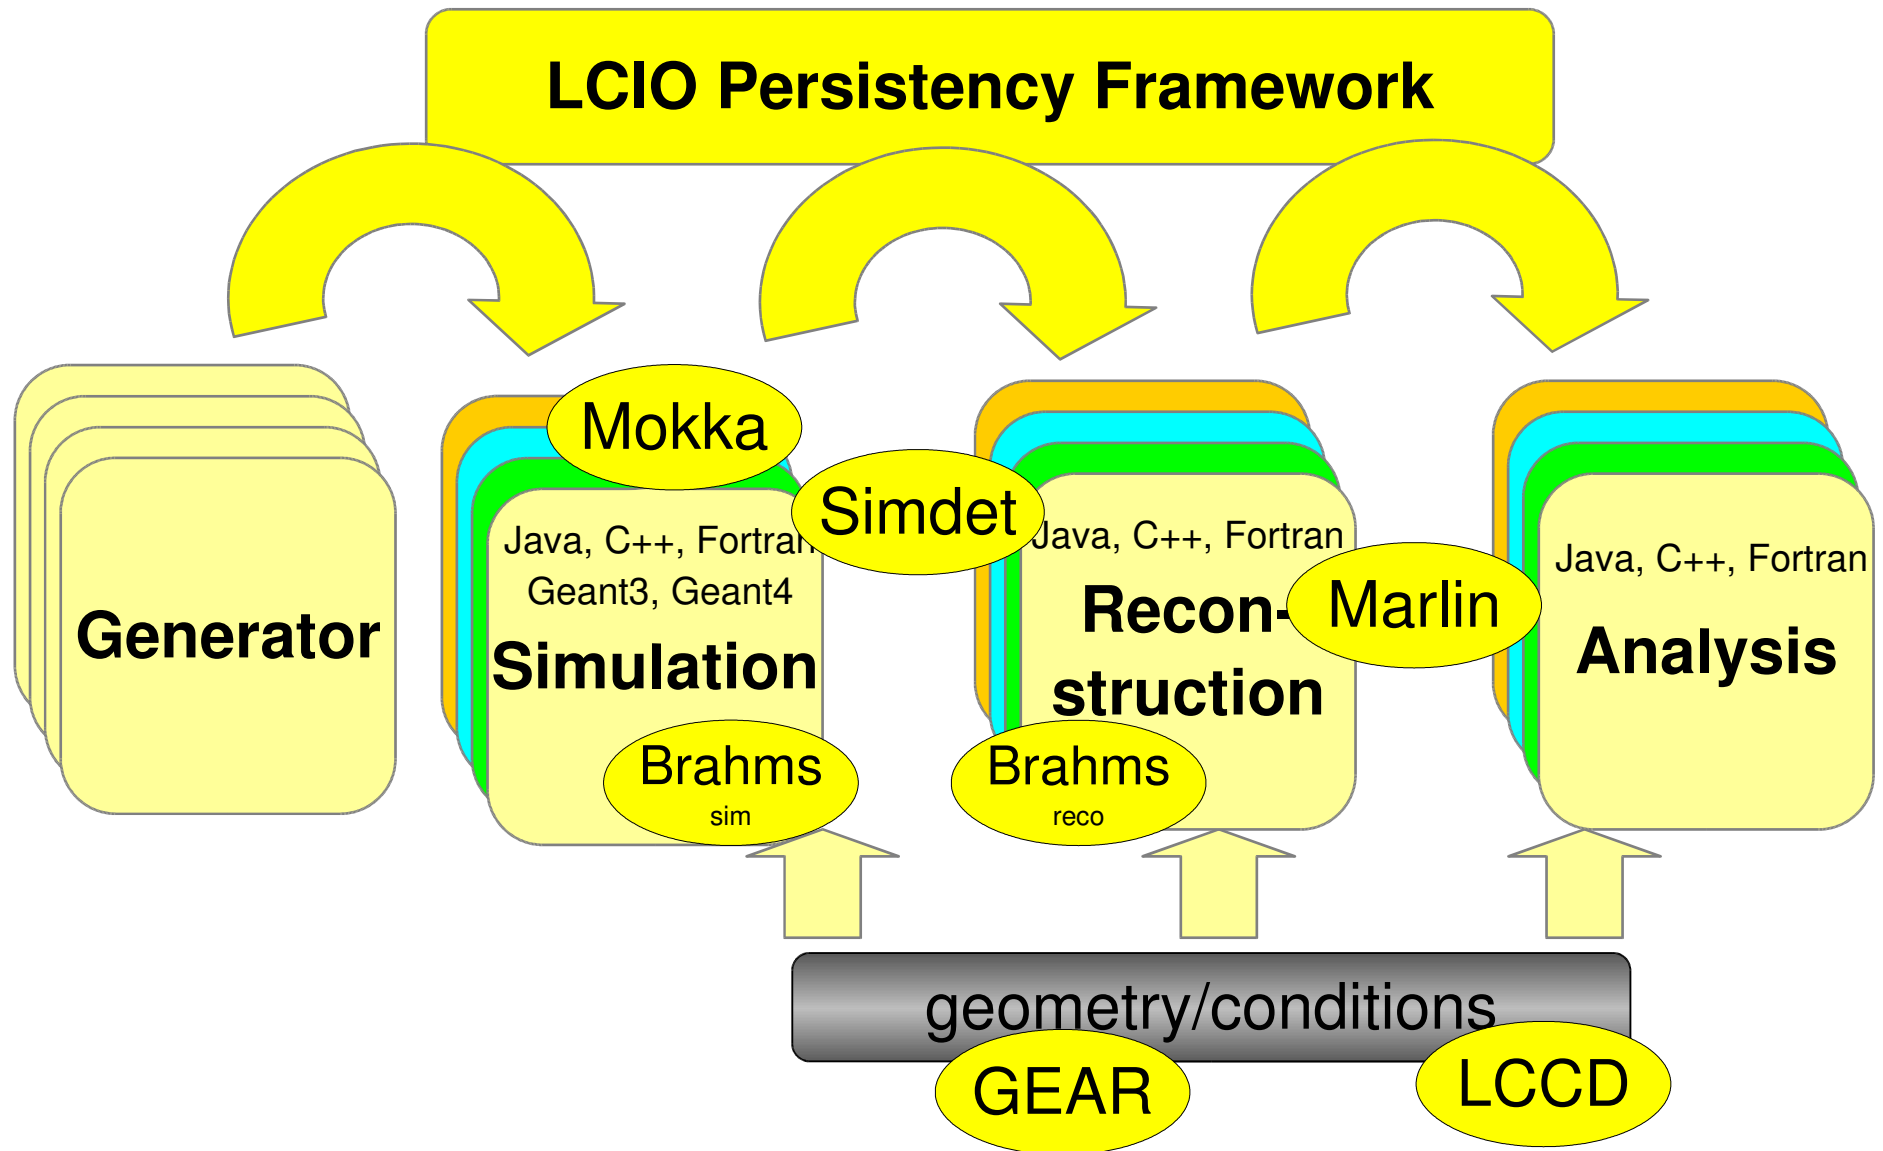 LCIO Persistency Framework
Generator
Mokka
Java, C++, Fortran
Geant3, Geant4
Simulation
Brahms
sim
Simdet
Java, C++, Fortran
Recon-
struction
Brahms
reco
Marlin
Java, C++, Fortran
Analysis
geometry/conditions
GEAR
LCCD